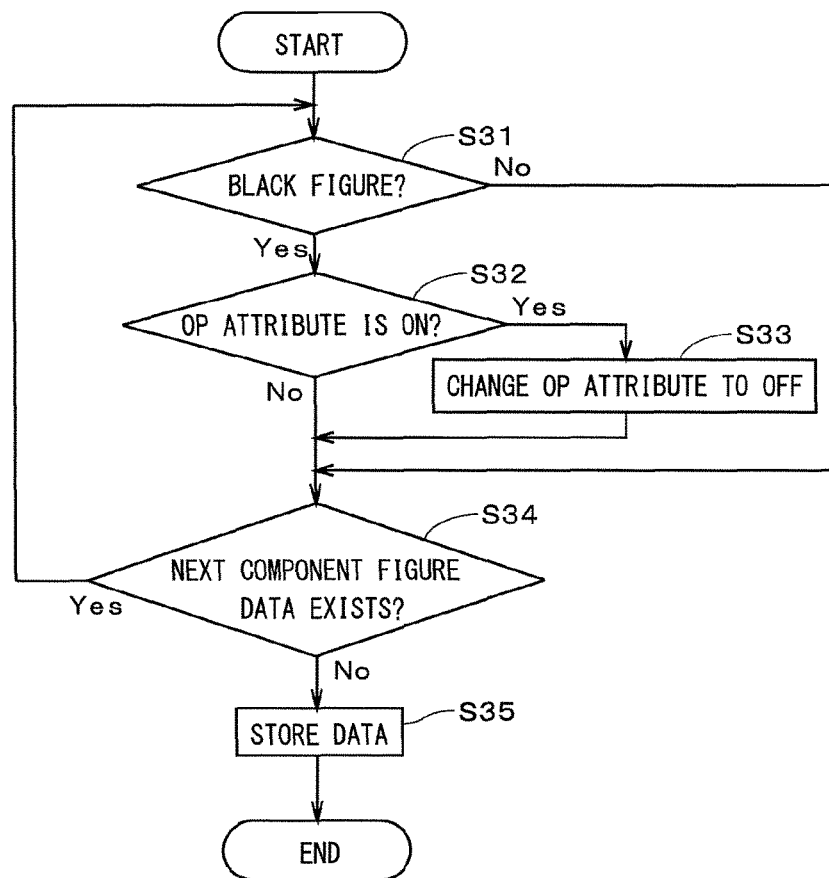 START
S31
BLACK FIGURE?
No
Yes
S32
OP ATTRIBUTE IS ON?
Yes
S33
No
CHANGE OP ATTRIBUTE TO OFF
S34
NEXT COMPONENT FIGURE
DATA EXISTS?
Yes
No
S35
STORE DATA
END